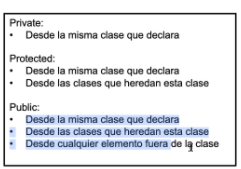 Private:
• Desde la misma clase que declara
Protected:
• Desde la misma clase que declara
• Desde las clases que heredan esta clase
Public:
• Desde la misma clase que declara
• Desde las clases que heredan esta clase
• Desde cualquier elemento fuera de la clase